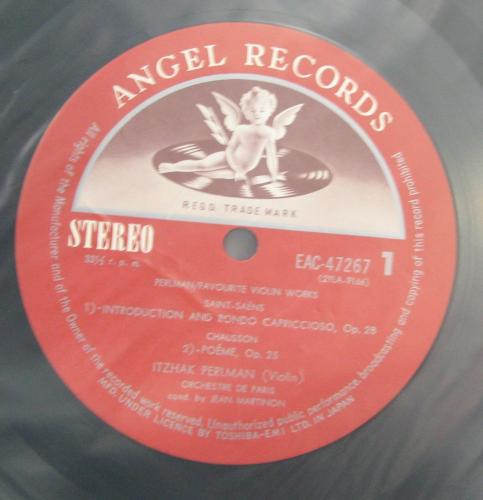 ANGEL RECORDS
REGD. TRADE MARK
STEREO
33⅓ r. p. m.
EAC-47267 1
PERLMAN/FAVOURITE VIOLIN WORKS
SAINT-SAËNS
1)-INTRODUCTION AND RONDO CAPRICCIOSO, Op. 28
CHAUSSON
2)-POÈME, Op. 25
ITZHAK PERLMAN (Violin)
ORCHESTRE DE PARIS
cond. by JEAN MARTINON
All rights of the Manufacturer and of the Owner of the recorded work reserved. Unauthorized public performance, broadcasting and copying of this record prohibited
MFD. UNDER LICENCE BY TOSHIBA-EMI LTD. IN JAPAN